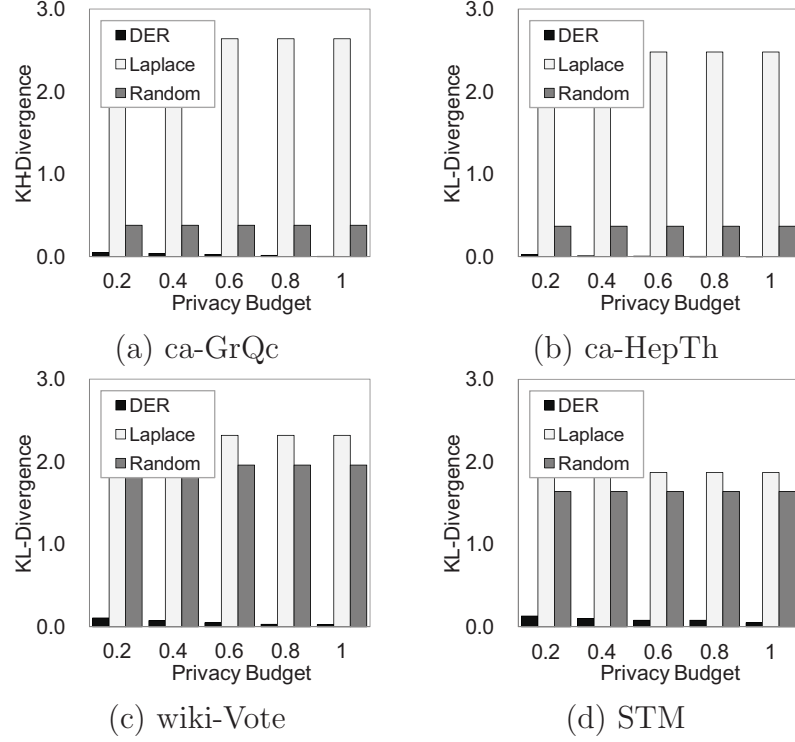 3.0
2.0
1.0
0.0
KH-Divergence
DER
Laplace
Random
0.2 0.4 0.6 0.8 1
Privacy Budget
(a) ca-GrQc
3.0
2.0
1.0
0.0
KL-Divergence
DER
Laplace
Random
0.2 0.4 0.6 0.8 1
Privacy Budget
(b) ca-HepTh
3.0
2.0
1.0
0.0
KL-Divergence
DER
Laplace
Random
0.2 0.4 0.6 0.8 1
Privacy Budget
(c) wiki-Vote
3.0
2.0
1.0
0.0
KL-Divergence
DER
Laplace
Random
0.2 0.4 0.6 0.8 1
Privacy Budget
(d) STM